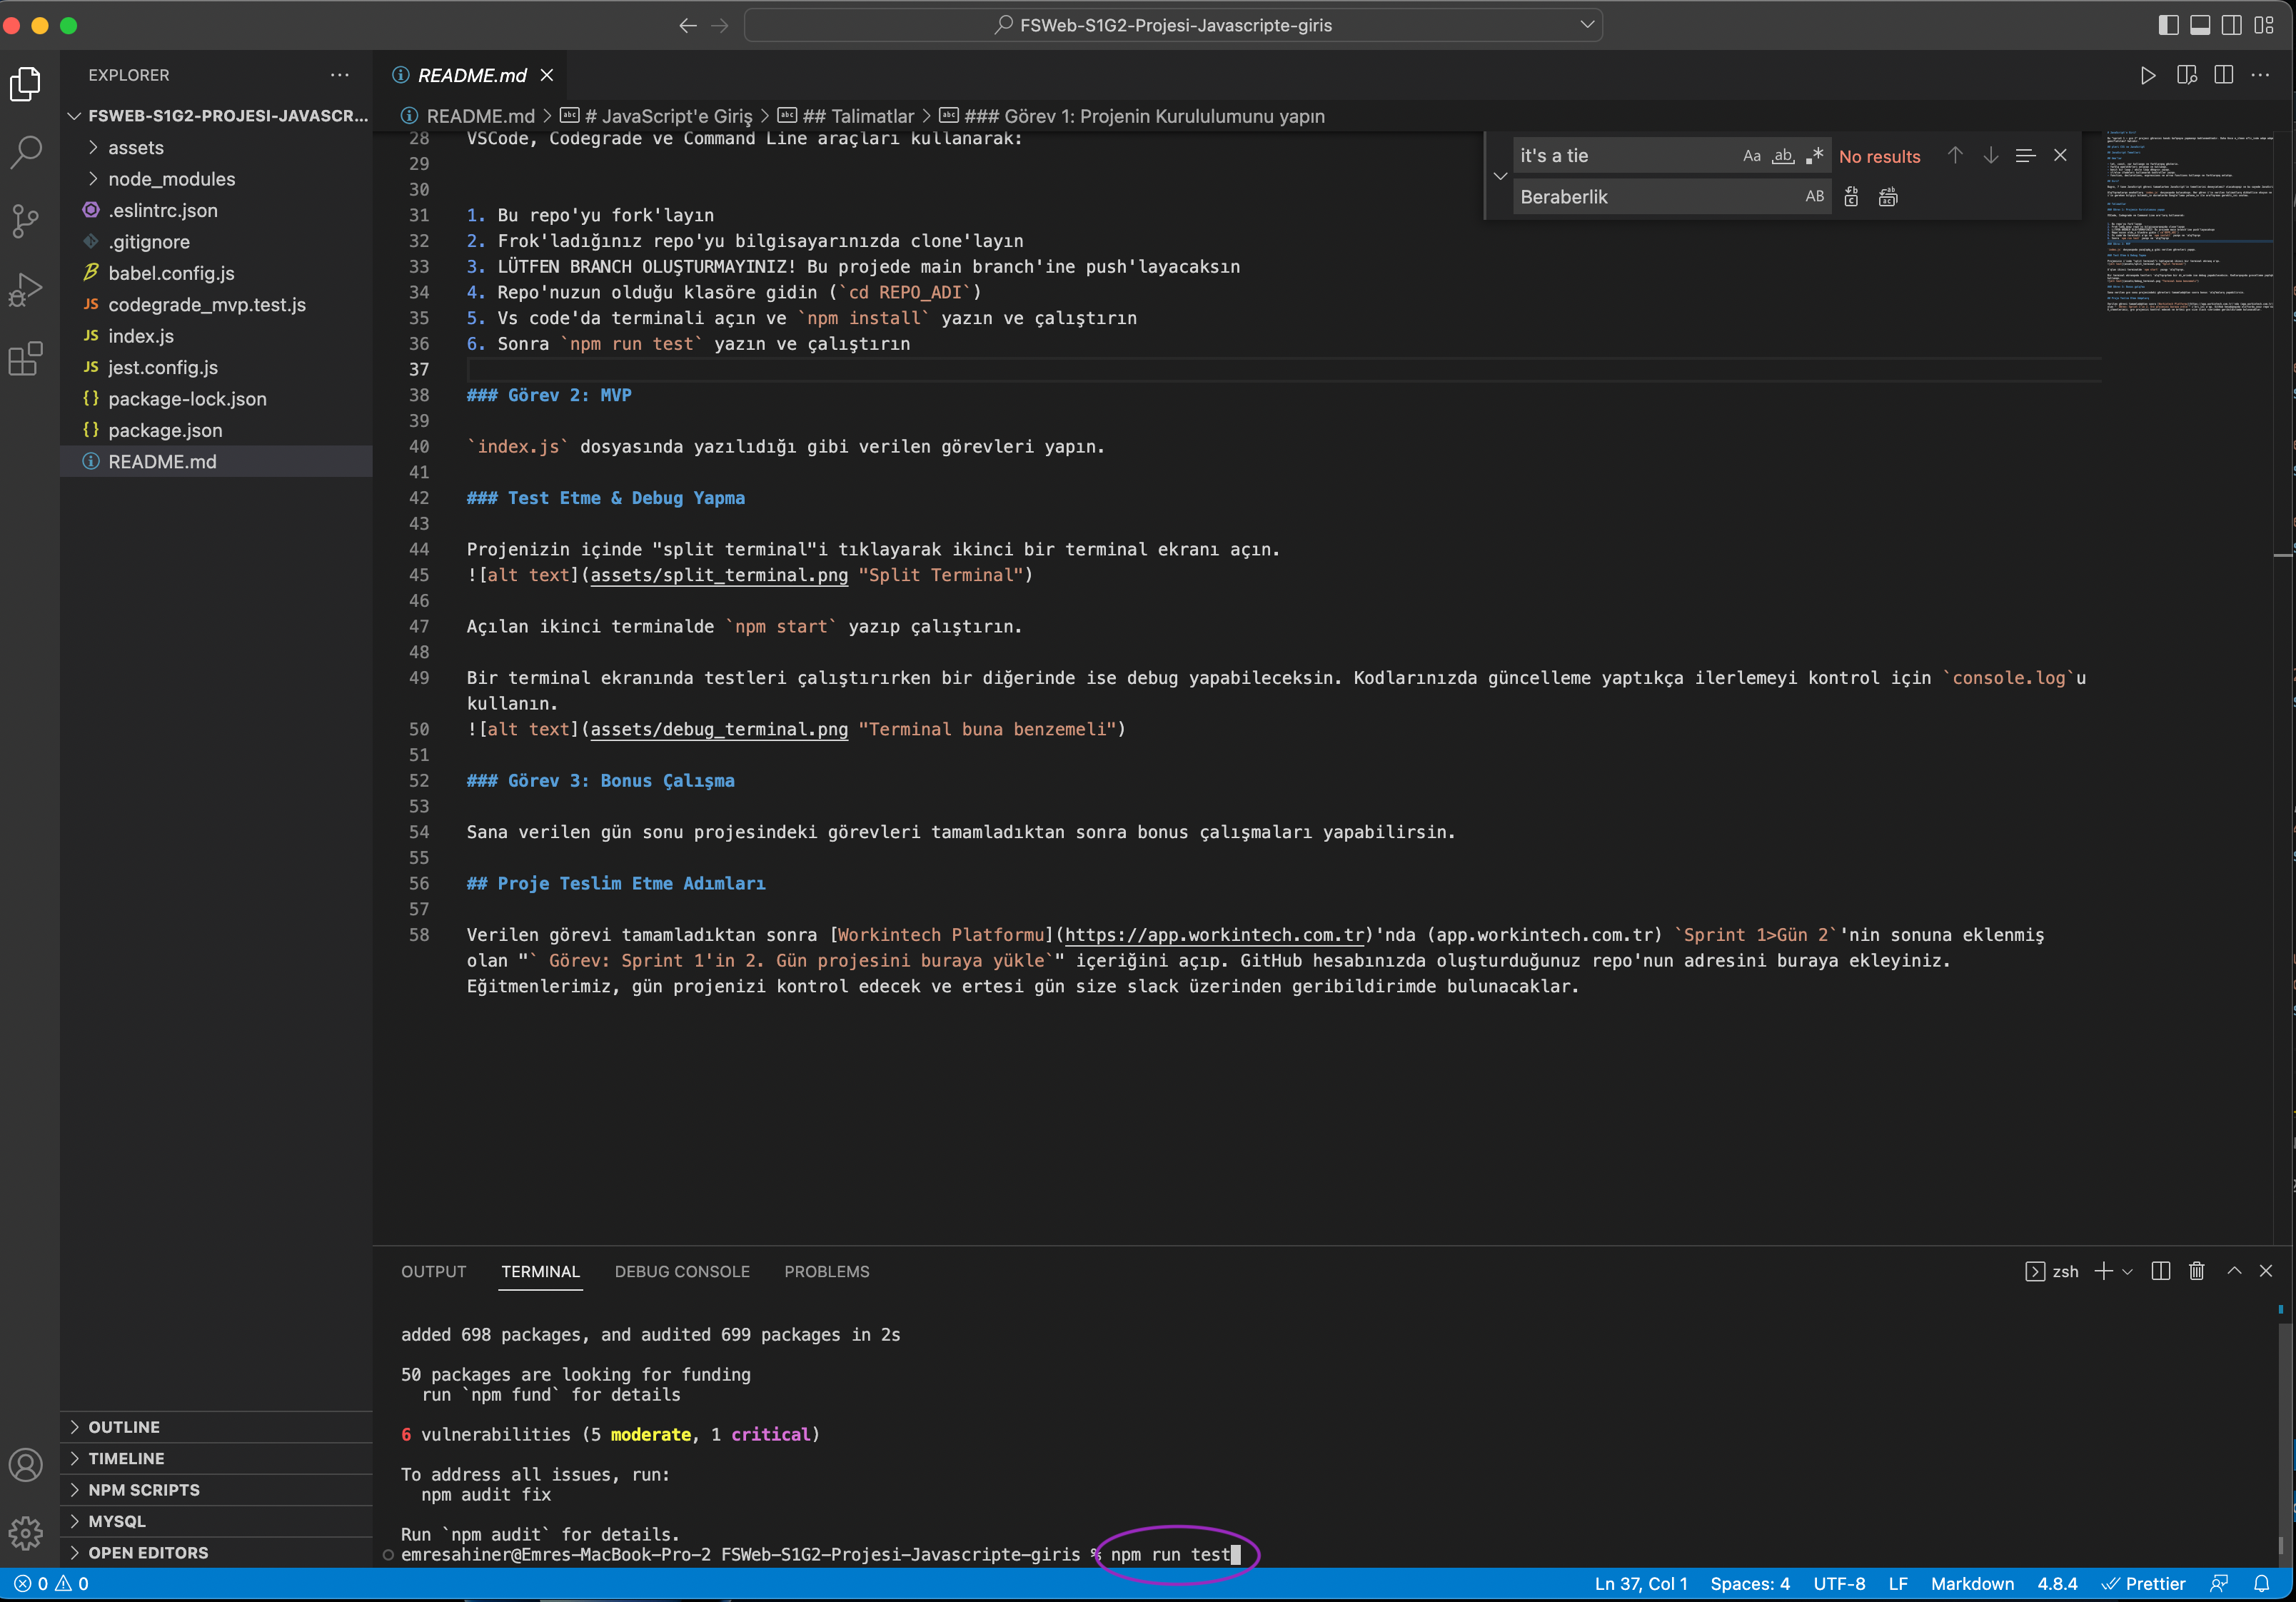 FSWeb-S1G2-Projesi-Javascripte-giris
EXPLORER
FSWEB-S1G2-PROJESI-JAVASCR...
assets
node_modules
.eslintrc.json
.gitignore
babel.config.js
JS codegrade_mvp.test.js
JS index.js
JS jest.config.js
{} package-lock.json
{} package.json
README.md
OUTLINE
TIMELINE
NPM SCRIPTS
MYSQL
OPEN EDITORS
README.md
README.md > # JavaScript'e Giriş > ## Talimatlar > ### Görev 1: Projenin Kurululumunu yapın
it's a tie Aa ab .* No results
Beraberlik AB
28 VSCode, Codegrade ve Command Line araçları kullanarak:
29
30
31 1. Bu repo'yu fork'layın
32 2. Frok'ladığınız repo'yu bilgisayarınızda clone'layın
33 3. LÜTFEN BRANCH OLUŞTURMAYINIZ! Bu projede main branch'ine push'layacaksın
34 4. Repo'nuzun olduğu klasöre gidin (`cd REPO_ADI`)
35 5. Vs code'da terminali açın ve `npm install` yazın ve çalıştırın
36 6. Sonra `npm run test` yazın ve çalıştırın
37
38 ### Görev 2: MVP
39
40 `index.js` dosyasında yazılıdığı gibi verilen görevleri yapın.
41
42 ### Test Etme & Debug Yapma
43
44 Projenizin içinde "split terminal"i tıklayarak ikinci bir terminal ekranı açın.
45 ![alt text](assets/split_terminal.png "Split Terminal")
46
47 Açılan ikinci terminalde `npm start` yazıp çalıştırın.
48
49 Bir terminal ekranında testleri çalıştırırken bir diğerinde ise debug yapabileceksin. Kodlarınızda güncelleme yaptıkça ilerlemeyi kontrol için `console.log`u
kullanın.
50 ![alt text](assets/debug_terminal.png "Terminal buna benzemeli")
51
52 ### Görev 3: Bonus Çalışma
53
54 Sana verilen gün sonu projesindeki görevleri tamamladıktan sonra bonus çalışmaları yapabilirsin.
55
56 ## Proje Teslim Etme Adımları
57
58 Verilen görevi tamamladıktan sonra [Workintech Platformu](https://app.workintech.com.tr)'nda (app.workintech.com.tr) `Sprint 1>Gün 2`'nin sonuna eklenmiş
olan "` Görev: Sprint 1'in 2. Gün projesini buraya yükle`" içeriğini açıp. GitHub hesabınızda oluşturduğunuz repo'nun adresini buraya ekleyiniz.
Eğitmenlerimiz, gün projenizi kontrol edecek ve ertesi gün size slack üzerinden geribildirimde bulunacaklar.
OUTPUT TERMINAL DEBUG CONSOLE PROBLEMS zsh
added 698 packages, and audited 699 packages in 2s
50 packages are looking for funding
run `npm fund` for details
6 vulnerabilities (5 moderate, 1 critical)
To address all issues, run:
npm audit fix
Run `npm audit` for details.
emresahiner@Emres-MacBook-Pro-2 FSWeb-S1G2-Projesi-Javascripte-giris % npm run test
0 0 Ln 37, Col 1 Spaces: 4 UTF-8 LF Markdown 4.8.4 Prettier